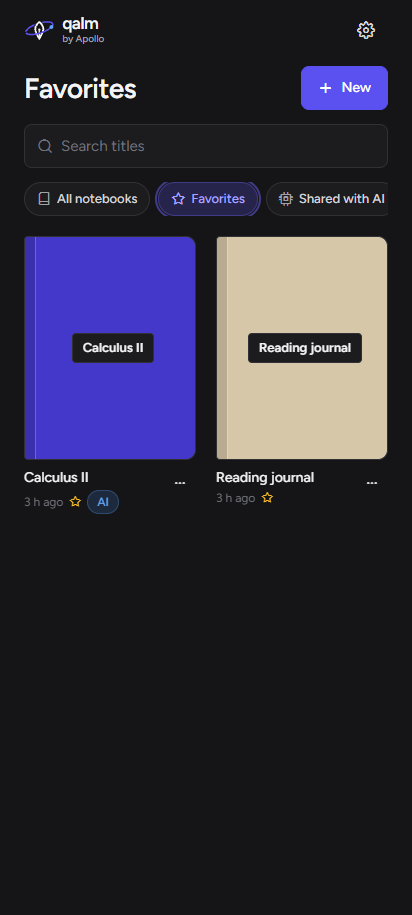 qalm
by Apollo
Favorites
New
Search titles
All notebooks
Favorites
Shared with AI
Calculus II
Reading journal
Calculus II
...
Reading journal
...
3 h ago
AI
3 h ago